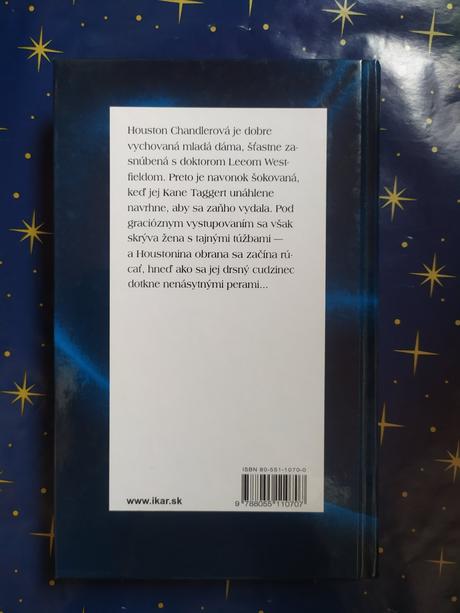 Houston Chandlerová je dobre
vychovaná mladá dáma, šťastne za-
snúbená s doktorom Leeom West-
fieldom. Preto je navonok šokovaná,
keď jej Kane Taggert unáhlene
navrhne, aby sa zaňho vydala. Pod
gracióznym vystupovaním sa však
skrýva žena s tajnými túžbami —
a Houstonina obrana sa začína rú-
cať, hneď ako sa jej drsný cudzinec
dotkne nenásytnými perami...
ISBN 80-551-1070-0
www.ikar.sk
9 788055 110707